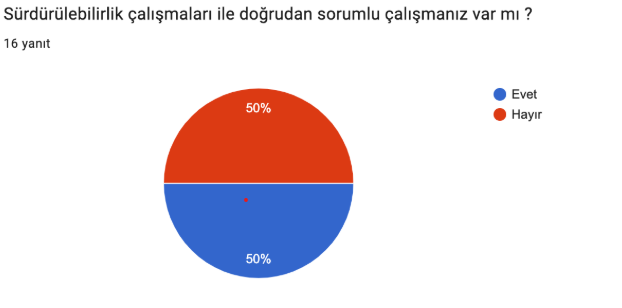 Sürdürülebilirlik çalışmaları ile doğrudan sorumlu çalışmanız var mı ?
16 yanıt
50%
Evet
Hayır
50%